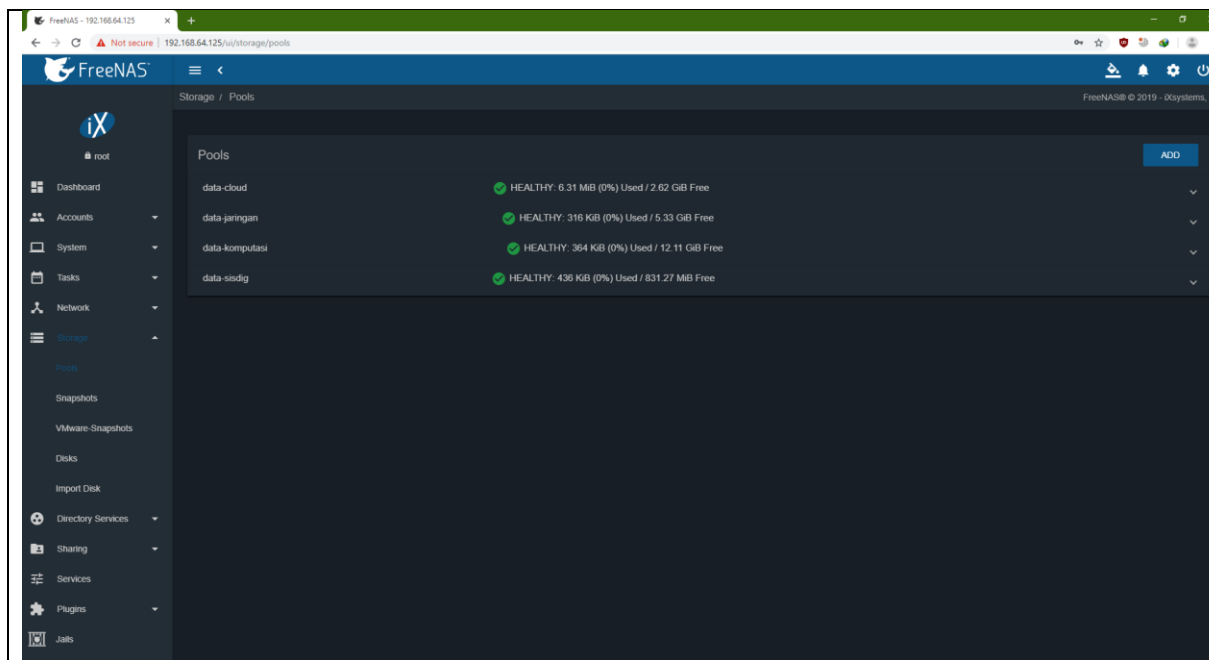 FreeNAS - 192.168.64.125
Not secure | 192.168.64.125/ui/storage/pools
FreeNAS
Storage / Pools
FreeNAS® © 2019 - iXsystems,
iX
root
Pools
ADD
data-cloud HEALTHY: 6.31 MiB (0%) Used / 2.62 GiB Free
data-jaringan HEALTHY: 316 KiB (0%) Used / 5.33 GiB Free
data-komputasi HEALTHY: 364 KiB (0%) Used / 12.11 GiB Free
data-sisdig HEALTHY: 436 KiB (0%) Used / 831.27 MiB Free
Dashboard
Accounts
System
Tasks
Network
Storage
Pools
Snapshots
VMware-Snapshots
Disks
Import Disk
Directory Services
Sharing
Services
Plugins
Jails